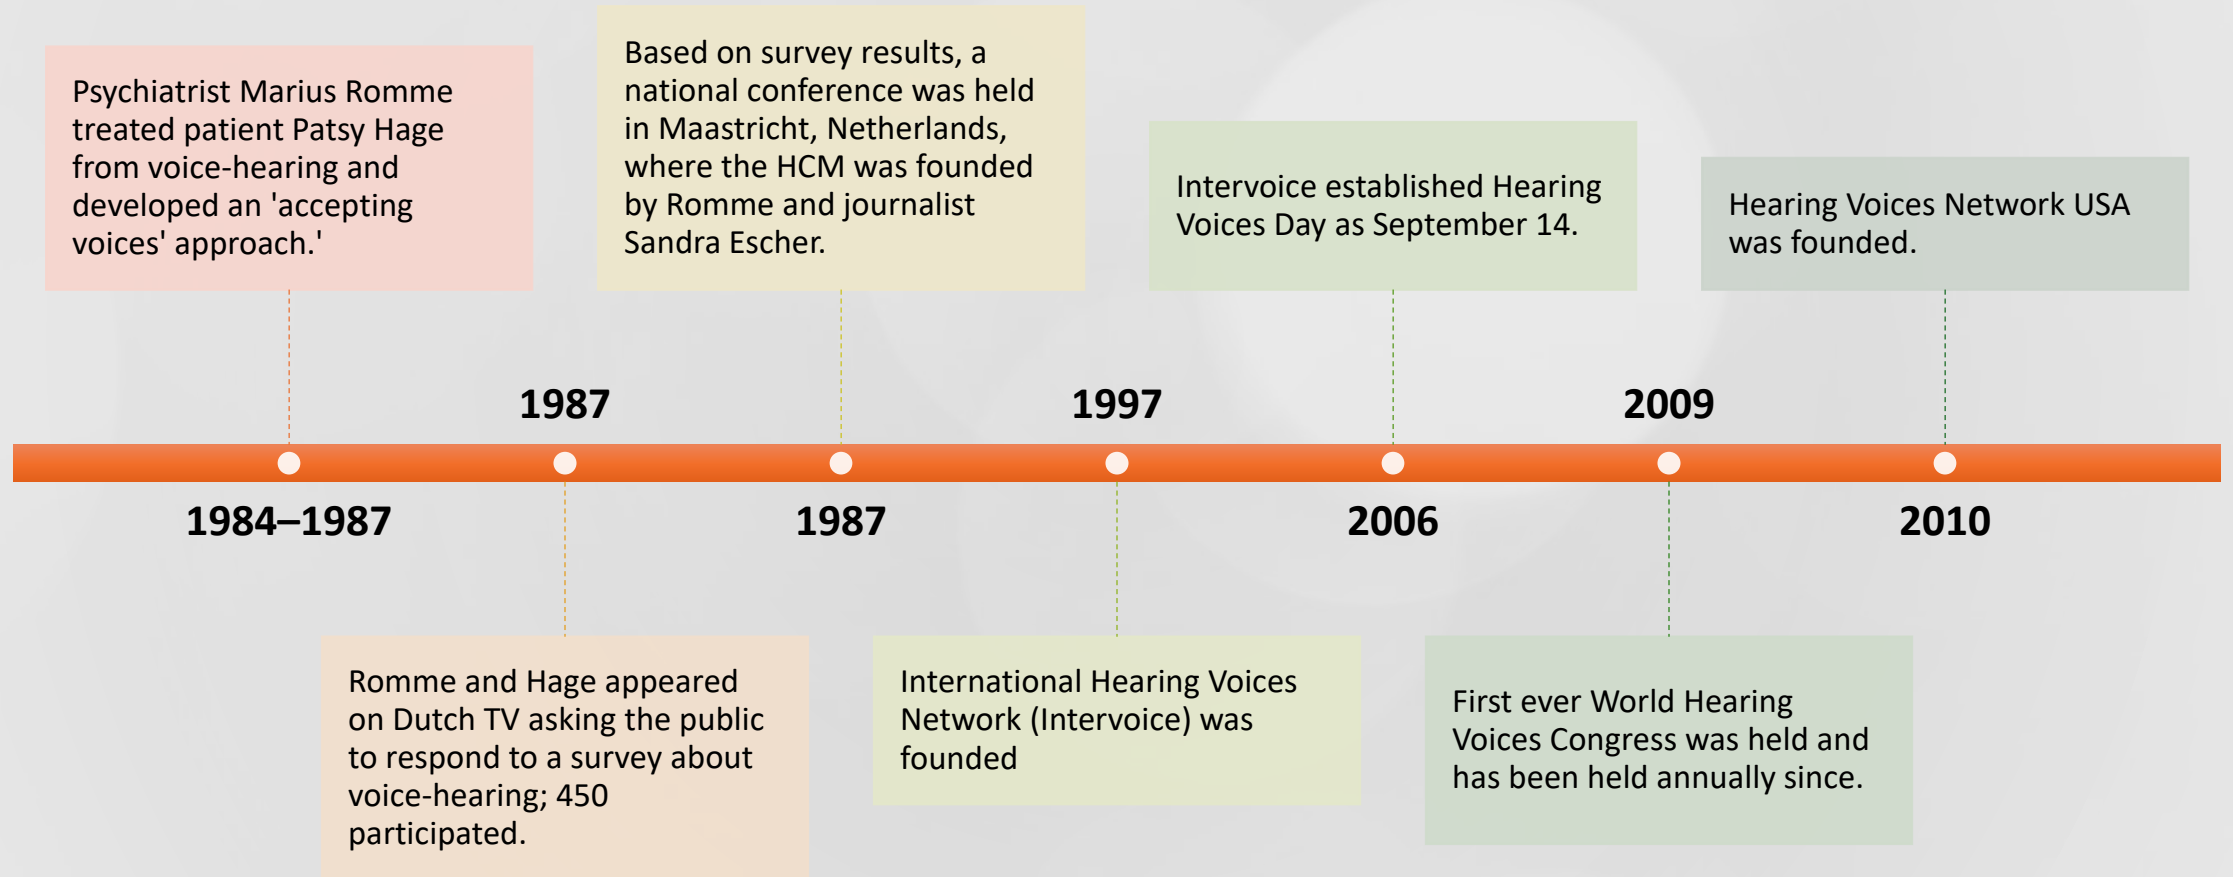 Psychiatrist Marius Romme
treated patient Patsy Hage
from voice-hearing and
developed an 'accepting
voices' approach.'
1984–1987
1987
Romme and Hage appeared
on Dutch TV asking the public
to respond to a survey about
voice-hearing; 450
participated.
Based on survey results, a
national conference was held
in Maastricht, Netherlands,
where the HCM was founded
by Romme and journalist
Sandra Escher.
1987
1997
International Hearing Voices
Network (Intervoice) was
founded
Intervoice established Hearing
Voices Day as September 14.
2006
2009
First ever World Hearing
Voices Congress was held and
has been held annually since.
Hearing Voices Network USA
was founded.
2010